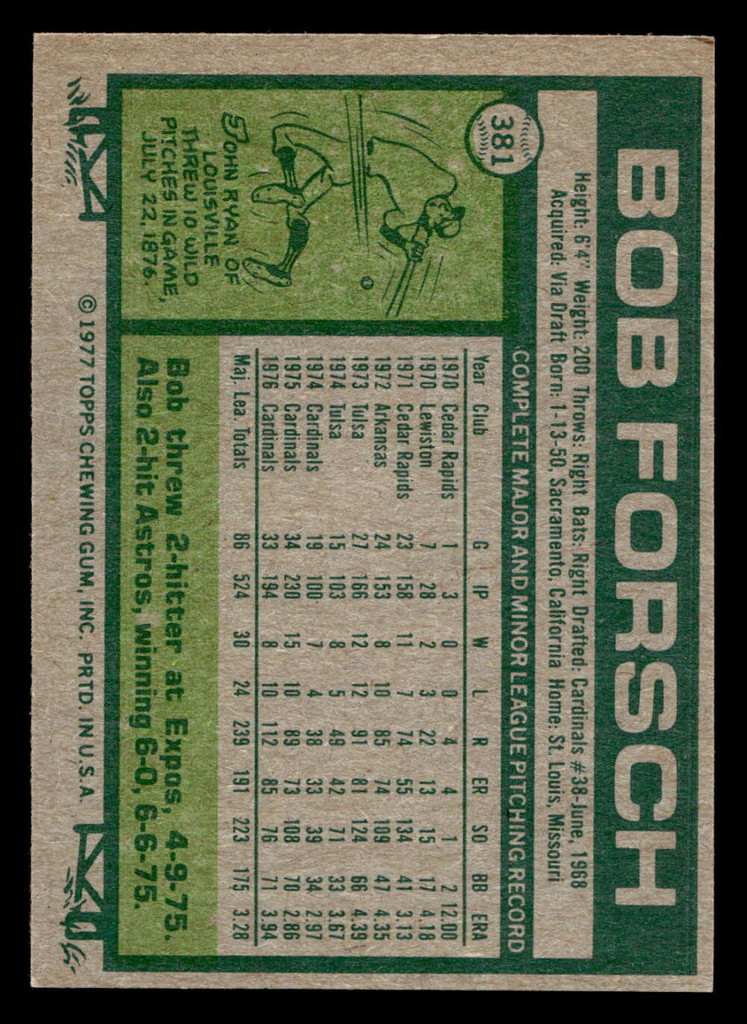 BOB FORSCH
381
Height: 6'4" Weight: 200 Throws: Right Bats: Right Drafted: Cardinals #38-June, 1968
Acquired: Via Draft Born: 1-13-50, Sacramento, California Home: St. Louis, Missouri
COMPLETE MAJOR AND MINOR LEAGUE PITCHING RECORD
Year Club G IP W L R ER SO BB ERA
1970 Cedar Rapids 1 3 0 0 4 4 1 2 12.00
1970 Lewiston 7 28 2 3 22 13 15 17 4.18
1971 Cedar Rapids 23 158 11 7 74 55 134 41 3.13
1972 Arkansas 24 153 8 10 85 74 109 47 4.35
1973 Tulsa 27 166 12 12 91 81 124 66 4.39
1974 Tulsa 15 103 8 5 49 42 71 33 3.67
1974 Cardinals 19 100 7 4 38 33 39 34 2.97
1975 Cardinals 34 230 15 10 89 73 108 70 2.86
1976 Cardinals 33 194 8 10 112 85 76 71 3.94
Maj. Lea. Totals 86 524 30 24 239 191 223 175 3.28
JOHN RYAN OF
LOUISVILLE
THREW 10 WILD
PITCHES IN GAME,
JULY 22, 1876.
Bob threw 2-hitter at Expos, 4-9-75.
Also 2-hit Astros, winning 6-0, 6-6-75.
© 1977 TOPPS CHEWING GUM, INC. PRTD. IN U.S.A.